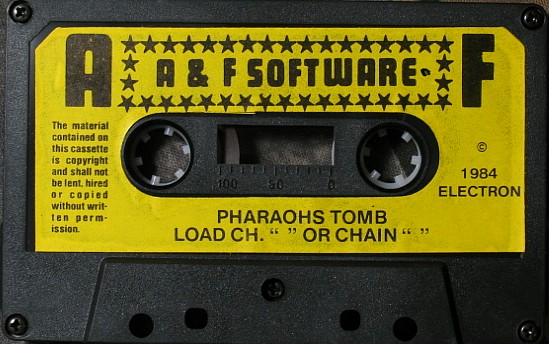 A F
A & F SOFTWARE
The material
contained on
this cassette
is copyright
and shall not
be lent, hired
or copied
without writ-
ten perm-
ission.
100 50 0
©
1984
ELECTRON
PHARAOHS TOMB
LOAD CH. “ ” OR CHAIN “ ”